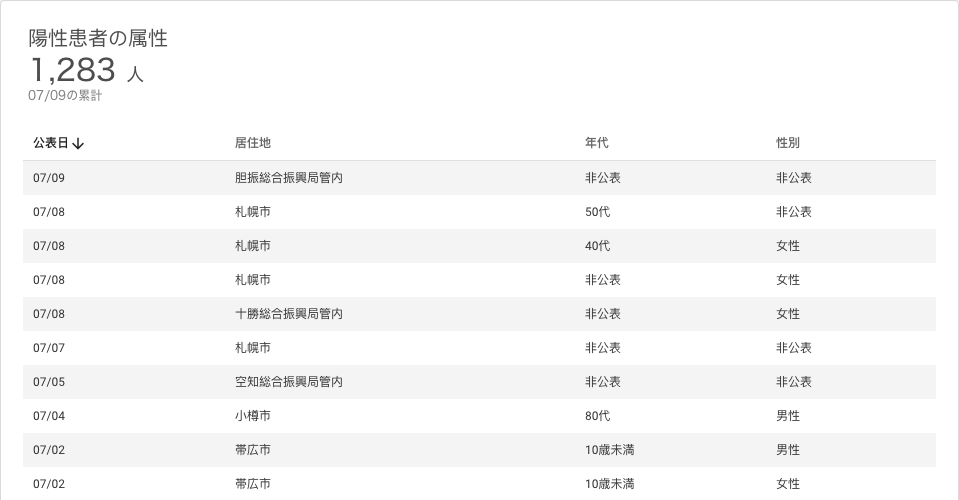 陽性患者の属性
1,283 人
07/09の累計
公表日↓ 居住地 年代 性別
07/09 胆振総合振興局管内 非公表 非公表
07/08 札幌市 50代 非公表
07/08 札幌市 40代 女性
07/08 札幌市 非公表 女性
07/08 十勝総合振興局管内 非公表 女性
07/07 札幌市 非公表 非公表
07/05 空知総合振興局管内 非公表 非公表
07/04 小樽市 80代 男性
07/02 帯広市 10歳未満 男性
07/02 帯広市 10歳未満 女性